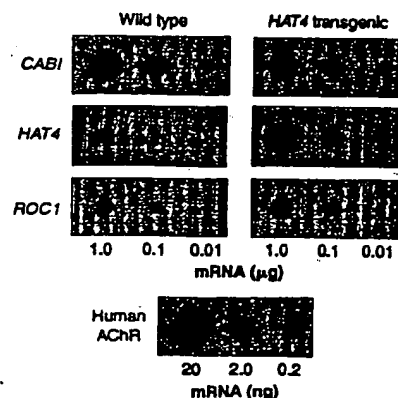 Wild type HAT4 transgenic
CABI
HAT4
ROC1
1.0 0.1 0.01 1.0 0.1 0.01
mRNA (µg)
Human
AChR
20 2.0 0.2
mRNA (ng)